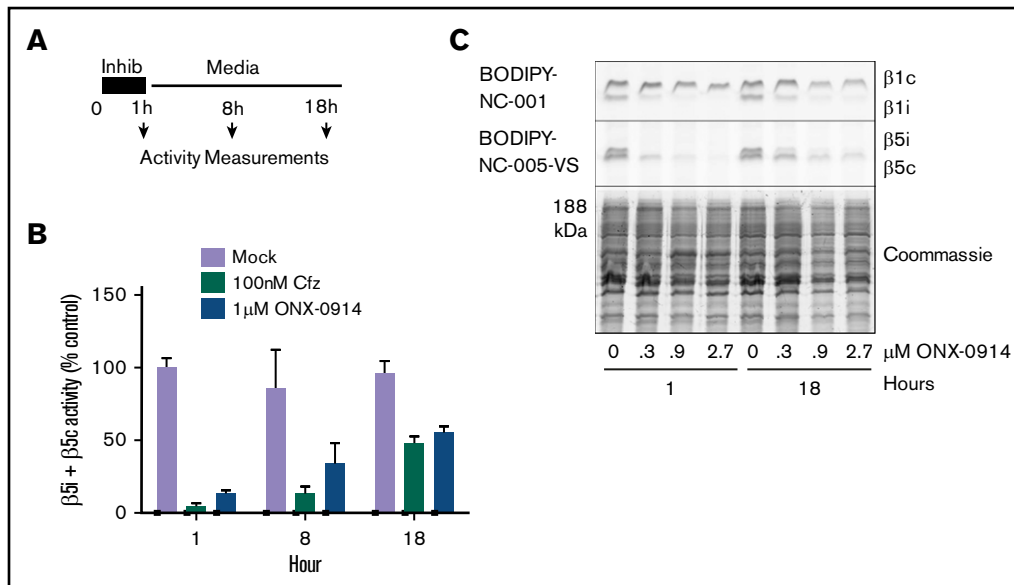 A
Inhib Media
0 1h 8h 18h
Activity Measurements
B
Mock
100nM Cfz
1μM ONX-0914
β5i + β5c activity (% control)
150
100
50
0
1 8 18
Hour
C
BODIPY-
NC-001
β1c
β1i
BODIPY-
NC-005-VS
β5i
β5c
188
kDa
Coommassie
0 .3 .9 2.7 0 .3 .9 2.7 μM ONX-0914
1 18 Hours